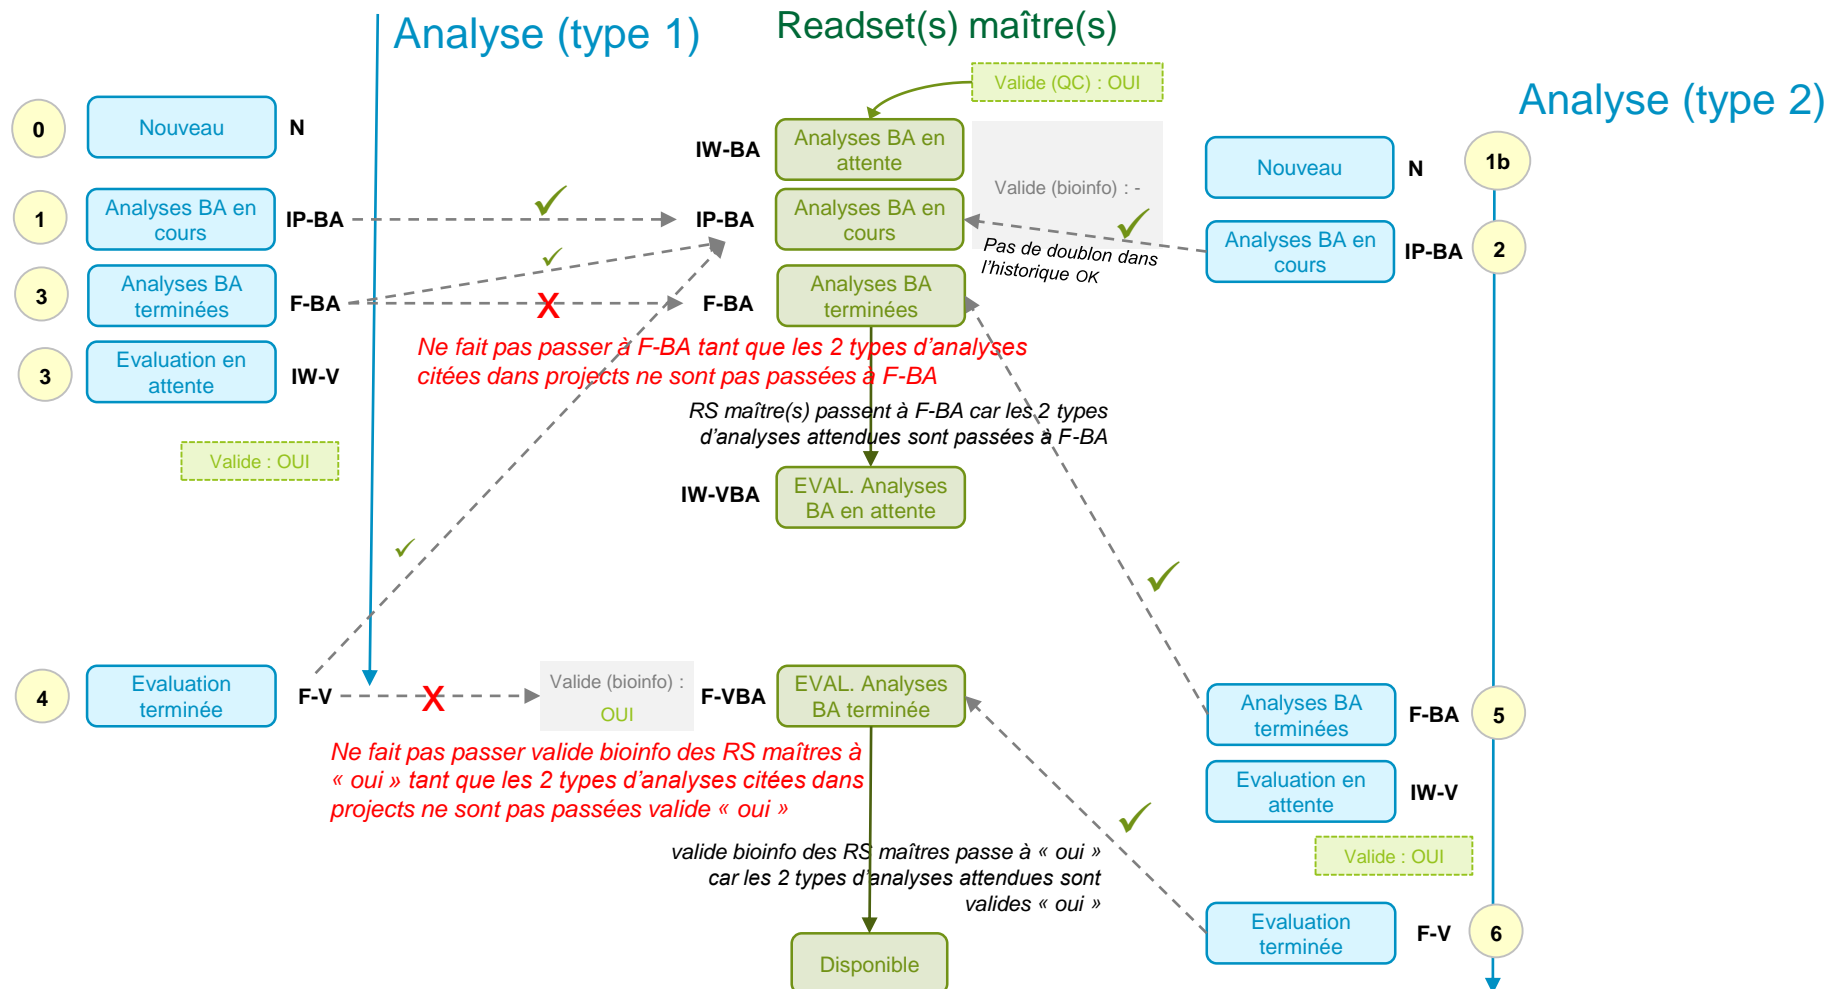 Analyse (type 1)
Readset(s) maître(s)
Analyse (type 2)
Valide (QC) : OUI
0
Nouveau
N
IW-BA
Analyses BA en
attente
Valide (bioinfo) : -
Nouveau
N
1b
1
Analyses BA en
cours
IP-BA
IP-BA
Analyses BA en
cours
Pas de doublon dans
l'historique OK
Analyses BA en
cours
IP-BA
2
3
Analyses BA
terminées
F-BA
X
F-BA
Analyses BA
terminées
Ne fait pas passer à F-BA tant que les 2 types d'analyses
citées dans projects ne sont pas passées à F-BA
3
Evaluation en
attente
IW-V
RS maître(s) passent à F-BA car les 2 types
d'analyses attendues sont passées à F-BA
Valide : OUI
IW-VBA
EVAL. Analyses
BA en attente
4
Evaluation
terminée
F-V
X
Valide (bioinfo) :
OUI
F-VBA
EVAL. Analyses
BA terminée
Analyses BA
terminées
F-BA
5
Ne fait pas passer valide bioinfo des RS maîtres à
« oui » tant que les 2 types d'analyses citées dans
projects ne sont pas passées valide « oui »
Evaluation en
attente
IW-V
valide bioinfo des RS maîtres passe à « oui »
car les 2 types d'analyses attendues sont
valides « oui »
Valide : OUI
Evaluation
terminée
F-V
6
Disponible